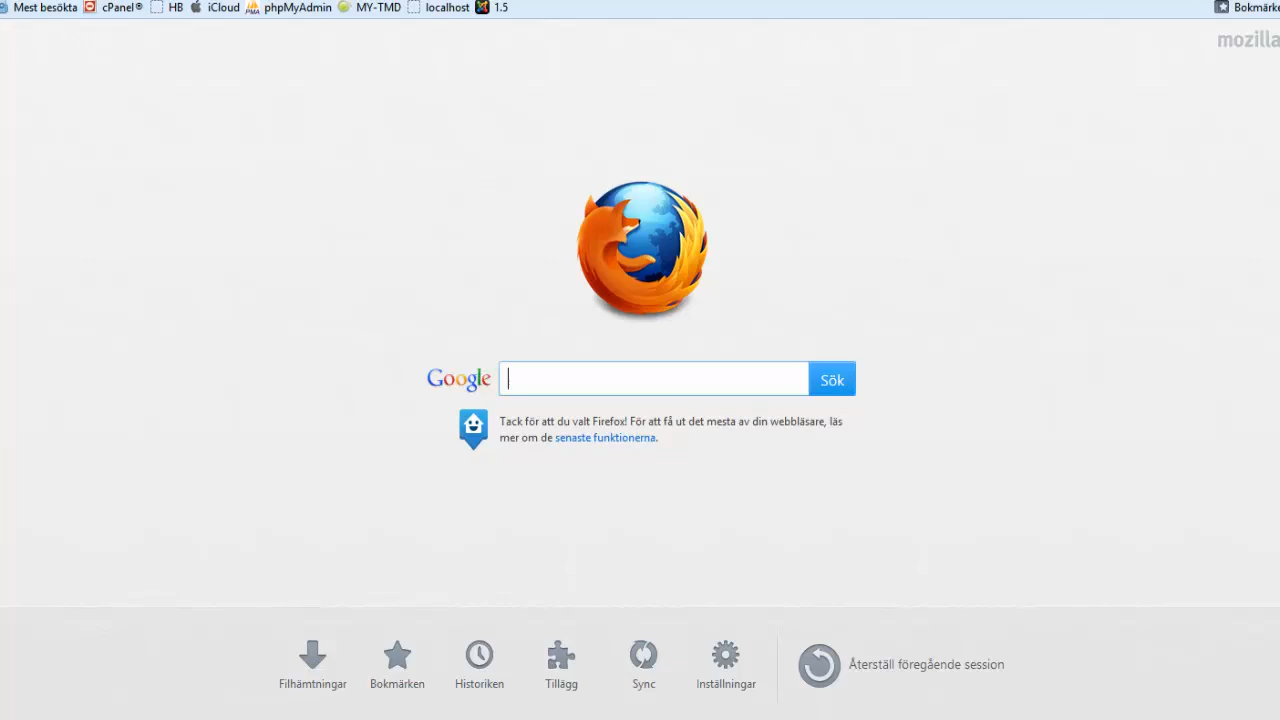 Mest besökta cPanel® HB iCloud phpMyAdmin MY-TMD localhost 1.5 Bokmärke
mozilla
Google Sök
Tack för att du valt Firefox! För att få ut det mesta av din webbläsare, läs
mer om de senaste funktionerna.
Filhämtningar Bokmärken Historiken Tillägg Sync Inställningar Återställ föregående session